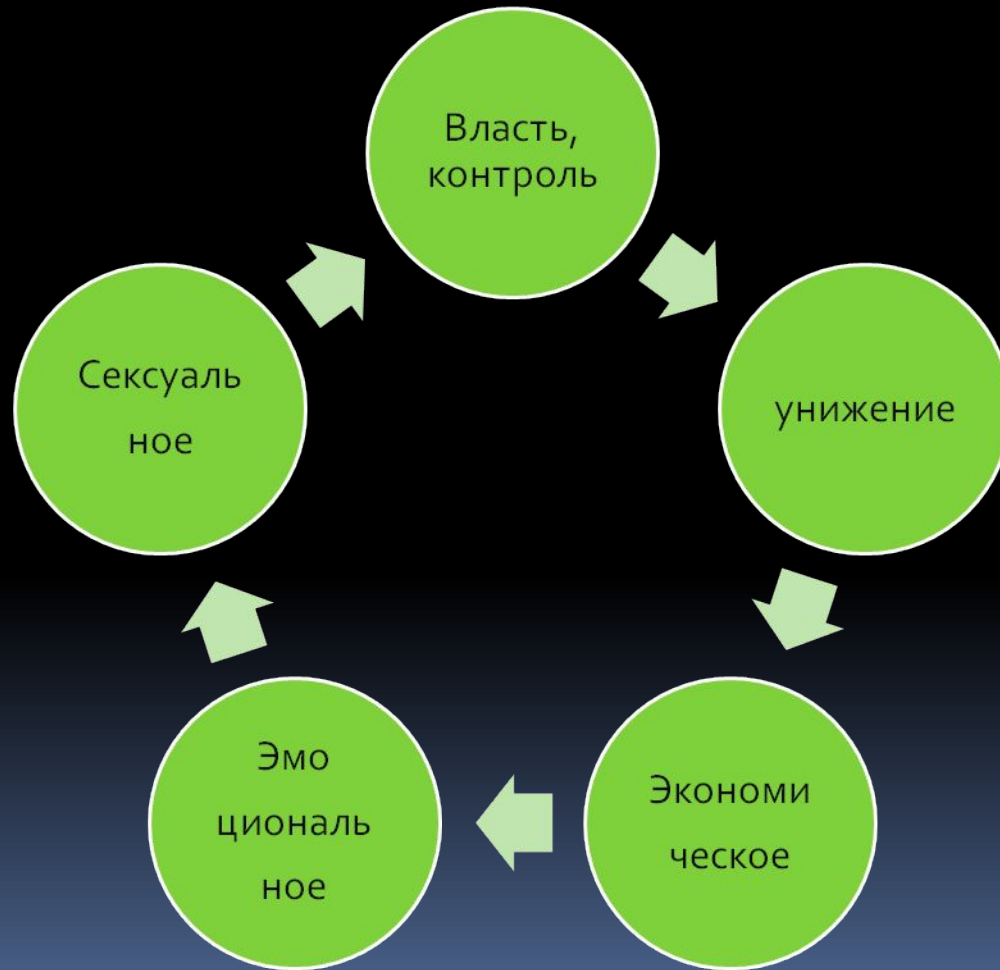 Власть,
контроль
унижение
Экономи
ческое
Эмо
циональ
ное
Сексуаль
ное